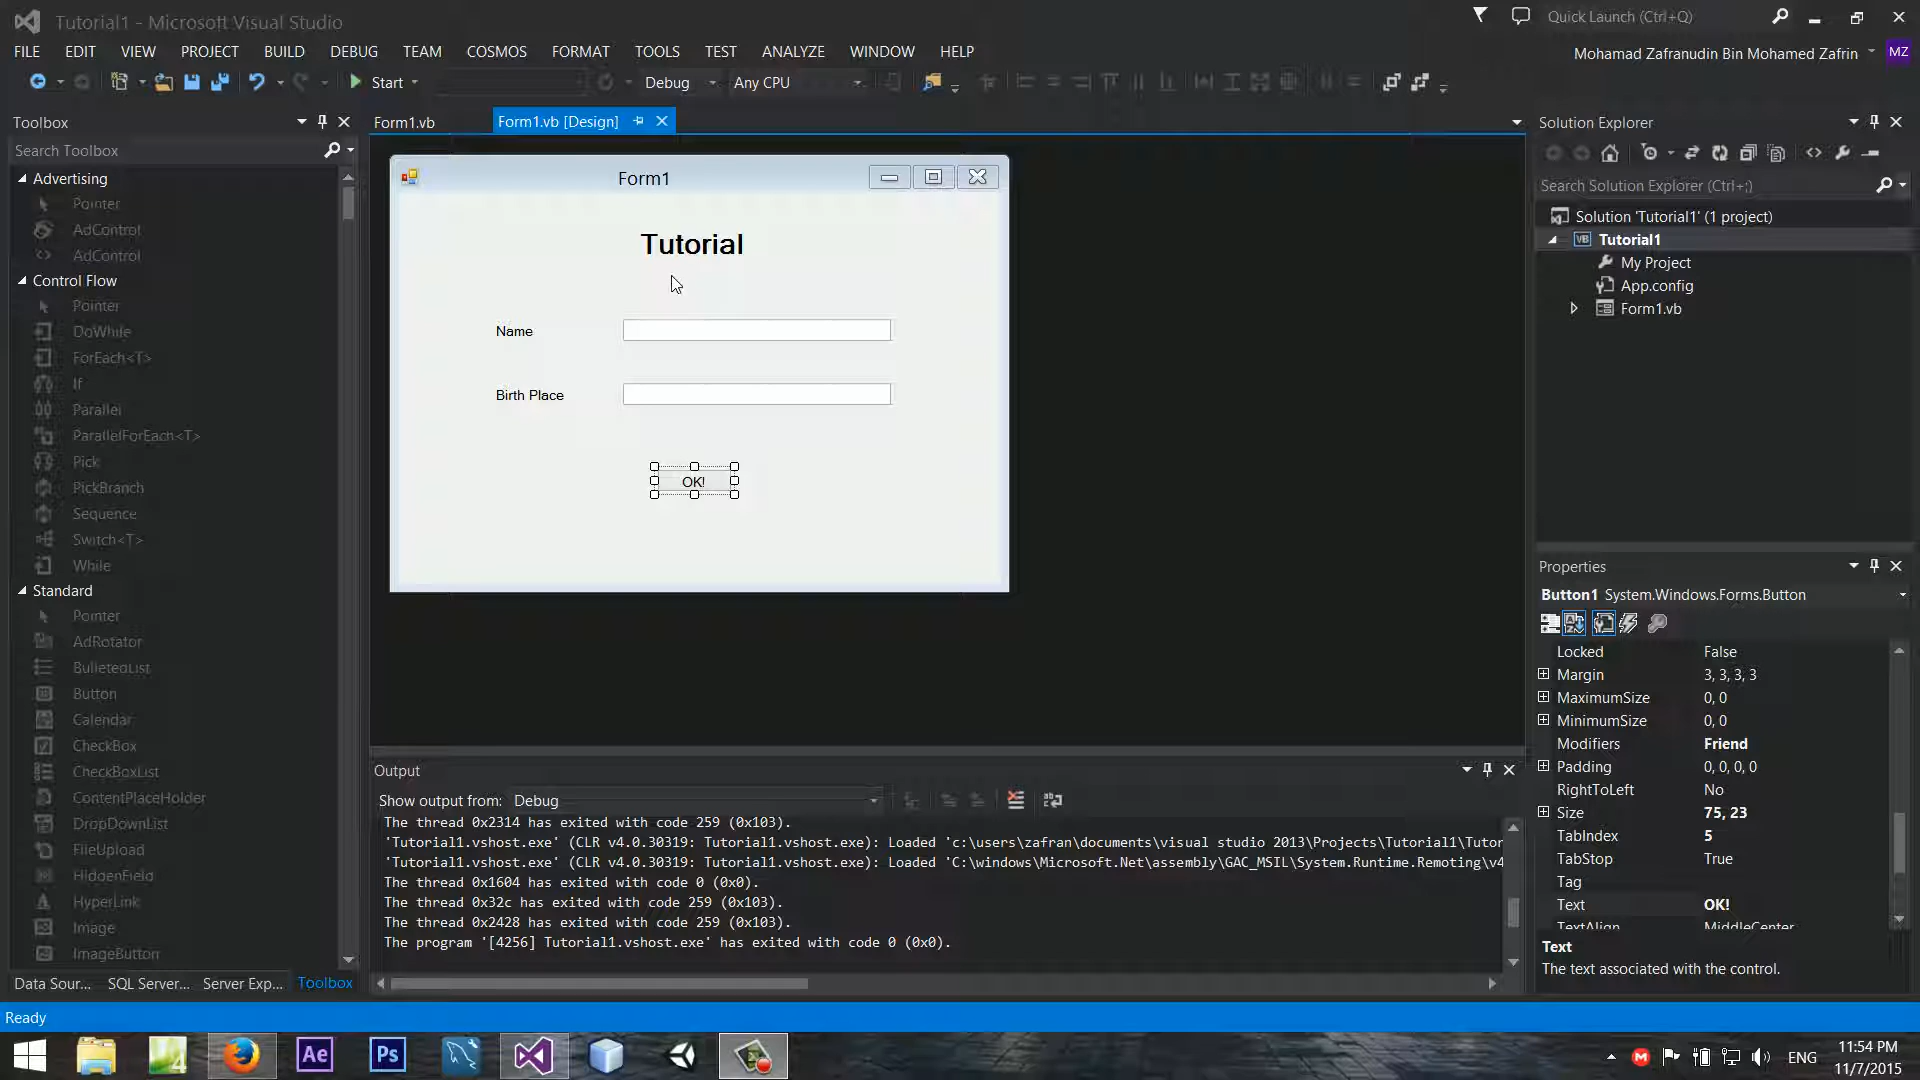 Tutorial1 - Microsoft Visual Studio
Quick Launch (Ctrl+Q)
FILE EDIT VIEW PROJECT BUILD DEBUG TEAM COSMOS FORMAT TOOLS TEST ANALYZE WINDOW HELP
Mohamad Zafranudin Bin Mohamed Zafrin MZ
Start Debug Any CPU
Toolbox
Search Toolbox
Advertising
Pointer
AdControl
AdControl
Control Flow
Pointer
DoWhile
ForEach<T>
If
Parallel
ParallelForEach<T>
Pick
PickBranch
Sequence
Switch<T>
While
Standard
Pointer
AdRotator
BulletedList
Button
Calendar
CheckBox
CheckBoxList
ContentPlaceHolder
DropDownList
FileUpload
HiddenField
HyperLink
Image
ImageButton
Data Sour... SQL Server... Server Exp... Toolbox
Form1.vb Form1.vb [Design]
Form1
Tutorial
Name
Birth Place
OK!
Output
Show output from: Debug
The thread 0x2314 has exited with code 259 (0x103).
'Tutorial1.vshost.exe' (CLR v4.0.30319: Tutorial1.vshost.exe): Loaded 'c:\users\zafran\documents\visual studio 2013\Projects\Tutorial1\Tutor
'Tutorial1.vshost.exe' (CLR v4.0.30319: Tutorial1.vshost.exe): Loaded 'C:\windows\Microsoft.Net\assembly\GAC_MSIL\System.Runtime.Remoting\v4
The thread 0x1604 has exited with code 0 (0x0).
The thread 0x32c has exited with code 259 (0x103).
The thread 0x2428 has exited with code 259 (0x103).
The program '[4256] Tutorial1.vshost.exe' has exited with code 0 (0x0).
Solution Explorer
Search Solution Explorer (Ctrl+;)
Solution 'Tutorial1' (1 project)
VB Tutorial1
My Project
App.config
Form1.vb
Properties
Button1 System.Windows.Forms.Button
Locked False
Margin 3, 3, 3, 3
MaximumSize 0, 0
MinimumSize 0, 0
Modifiers Friend
Padding 0, 0, 0, 0
RightToLeft No
Size 75, 23
TabIndex 5
TabStop True
Tag
Text OK!
TextAlign MiddleCenter
Text
The text associated with the control.
Ready
4 Ae Ps M ENG
11:54 PM
11/7/2015